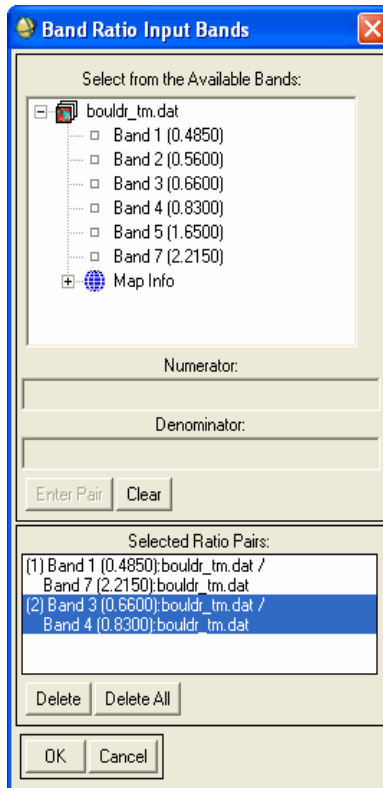 Band Ratio Input Bands
Select from the Available Bands:
bouldr_tm.dat
Band 1 (0.4850)
Band 2 (0.5600)
Band 3 (0.6600)
Band 4 (0.8300)
Band 5 (1.6500)
Band 7 (2.2150)
Map Info
Numerator:
Denominator:
Enter Pair Clear
Selected Ratio Pairs:
(1) Band 1 (0.4850):bouldr_tm.dat /
Band 7 (2.2150):bouldr_tm.dat
(2) Band 3 (0.6600):bouldr_tm.dat /
Band 4 (0.8300):bouldr_tm.dat
Delete Delete All
OK Cancel